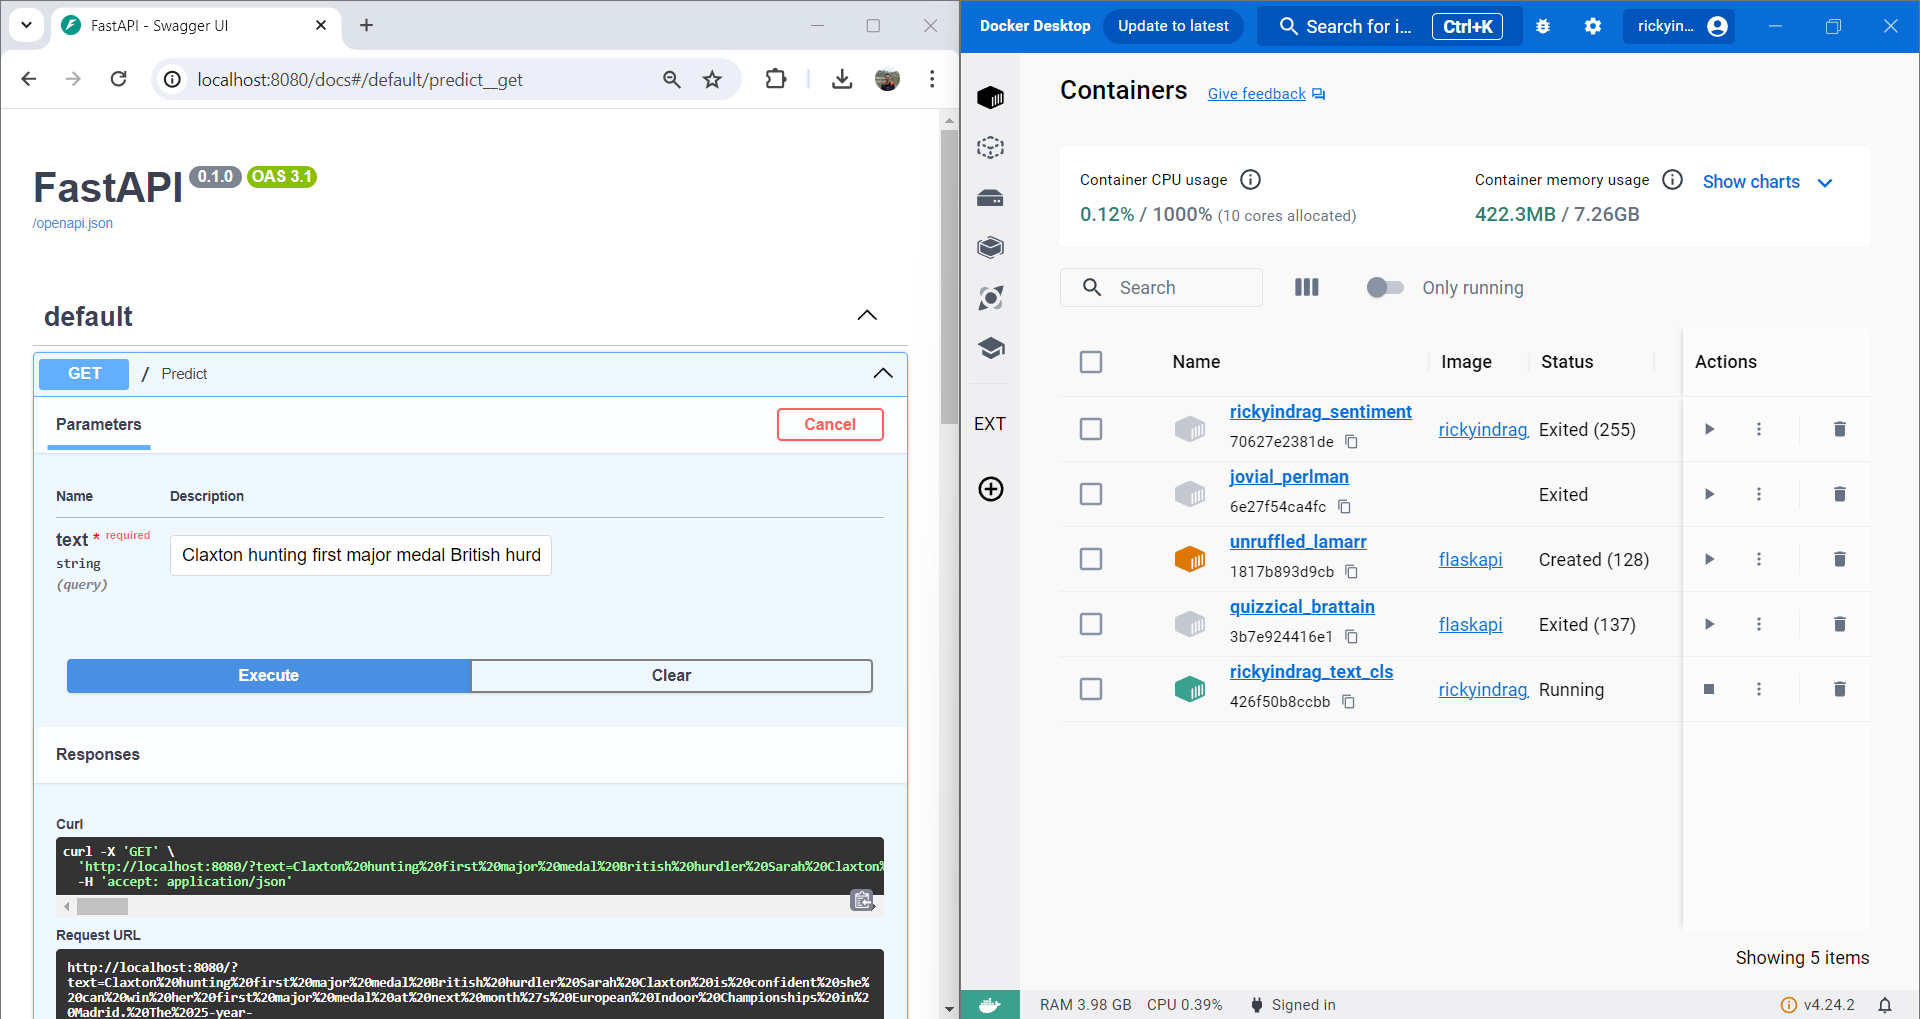 FastAPI - Swagger UI
localhost:8080/docs#/default/predict__get
FastAPI 0.1.0 OAS 3.1
/openapi.json
default
GET / Predict
Parameters
Cancel
Name Description
text * required
string
(query)
Claxton hunting first major medal British hurd
Execute Clear
Responses
Curl
curl -X 'GET' \
'http://localhost:8080/?text=Claxton%20hunting%20first%20major%20medal%20British%20hurdler%20Sarah%20Claxton%
-H 'accept: application/json'
Request URL
http://localhost:8080/?
text=Claxton%20hunting%20first%20major%20medal%20British%20hurdler%20Sarah%20Claxton%20is%20confident%20she%
20can%20win%20her%20first%20major%20medal%20at%20next%20month%27s%20European%20Indoor%20Championships%20in%2
0Madrid.%20The%2025-year-
Docker Desktop
Update to latest
Search for i... Ctrl+K
rickyin...
Containers Give feedback
Container CPU usage
0.12% / 1000% (10 cores allocated)
Container memory usage
422.3MB / 7.26GB
Show charts
Search
Only running
Name Image Status Actions
rickyindrag_sentiment
70627e2381de
rickyindrag Exited (255)
jovial_perlman
6e27f54ca4fc
Exited
unruffled_lamarr
1817b893d9cb
flaskapi Created (128)
quizzical_brattain
3b7e924416e1
flaskapi Exited (137)
rickyindrag_text_cls
426f50b8ccbb
rickyindrag Running
EXT
Showing 5 items
RAM 3.98 GB CPU 0.39% Signed in
v4.24.2